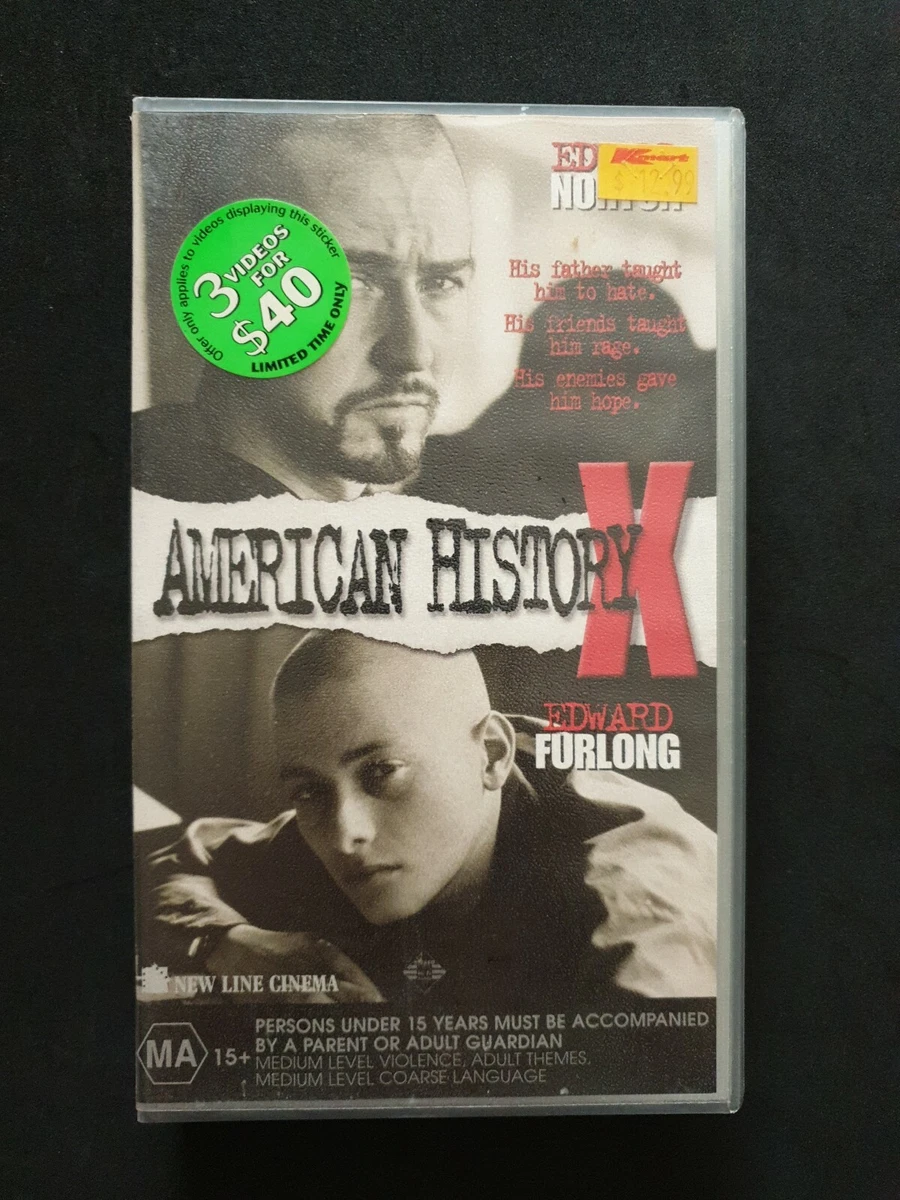 Kmart
$ 12.99
Offer only applies to videos displaying this sticker
3 VIDEOS
FOR
$40
LIMITED TIME ONLY
His father taught
him to hate.
His friends taught
him rage.
His enemies gave
him hope.
AMERICAN HISTORY X
EDWARD
FURLONG
NEW LINE CINEMA
MA 15+
PERSONS UNDER 15 YEARS MUST BE ACCOMPANIED
BY A PARENT OR ADULT GUARDIAN
MEDIUM LEVEL VIOLENCE, ADULT THEMES,
MEDIUM LEVEL COARSE LANGUAGE